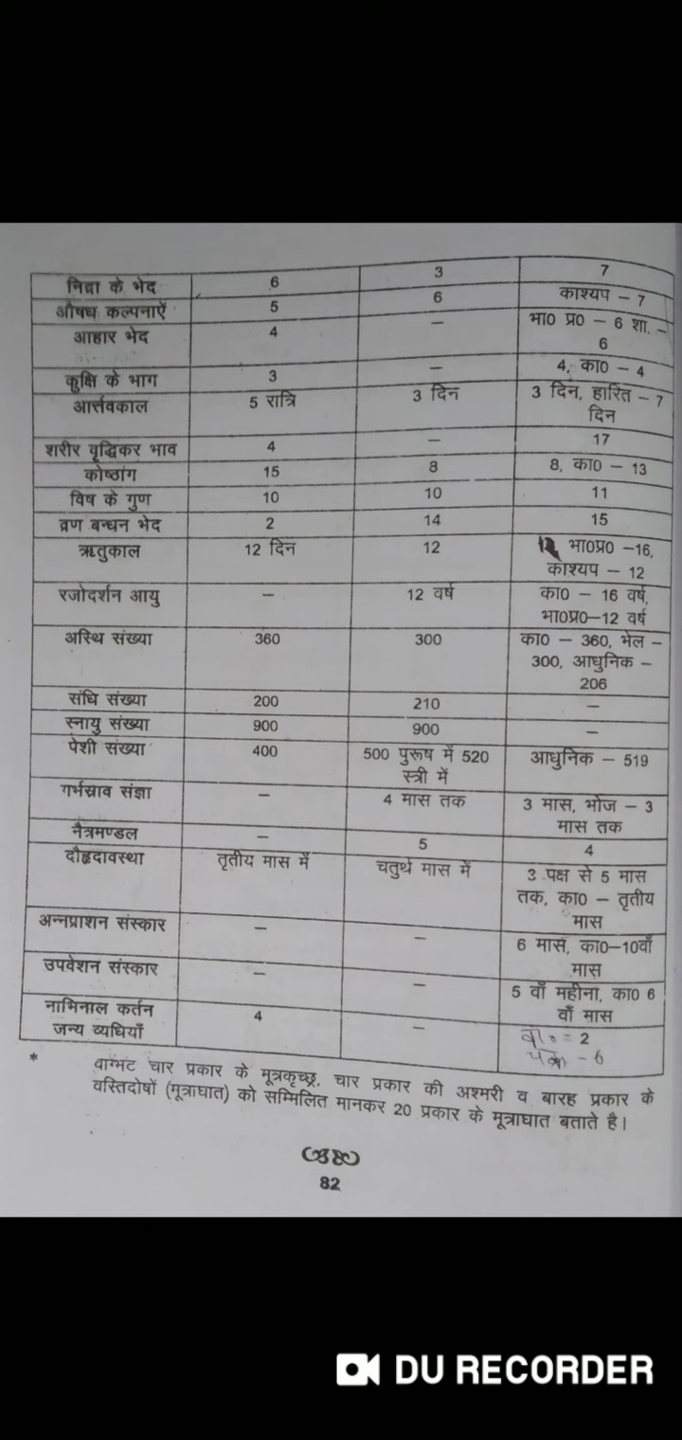 निद्रा के भेद 6 3 7
औषध कल्पनाऐं 5 6 काश्यप – 7
आहार भेद 4 – भा0 प्र0 – 6 शा. –
6
कुक्षि के भाग 3 – 4, का0 – 4
आर्त्तवकाल 5 रात्रि 3 दिन 3 दिन, हारित – 7
दिन
शरीर वृद्धिकर भाव 4 – 17
कोष्ठांग 15 8 8, का0 – 13
विष के गुण 10 10 11
व्रण बन्धन भेद 2 14 15
ऋतुकाल 12 दिन 12 भा0प्र0 –16,
काश्यप – 12
रजोदर्शन आयु – 12 वर्ष का0 – 16 वर्ष,
भा0प्र0–12 वर्ष
अस्थि संख्या 360 300 का0 – 360, भेल –
300, आधुनिक –
206
संधि संख्या 200 210 –
स्नायु संख्या 900 900 –
पेशी संख्या 400 500 पुरूष में 520 आधुनिक – 519
स्त्री में
गर्भस्राव संज्ञा – 4 मास तक 3 मास, भोज – 3
मास तक
नैत्रमण्डल – 5 4
दौहृदावस्था तृतीय मास में चतुर्थ मास में 3 पक्ष से 5 मास
तक, का0 – तृतीय
मास
अन्नप्राशन संस्कार – – 6 मास, का0–10वाँ
मास
उपवेशन संस्कार – – 5 वाँ महीना, का0 6
वाँ मास
नाभिनाल कर्तन 4 – वा0 = 2
जन्य व्यधियाँ – 6
* वाग्भट चार प्रकार के मूत्रकृच्छ्र, चार प्रकार की अश्मरी व बारह प्रकार के
वस्तिदोषों (मूत्राघात) को सम्मिलित मानकर 20 प्रकार के मूत्राघात बताते है।
82
DU RECORDER